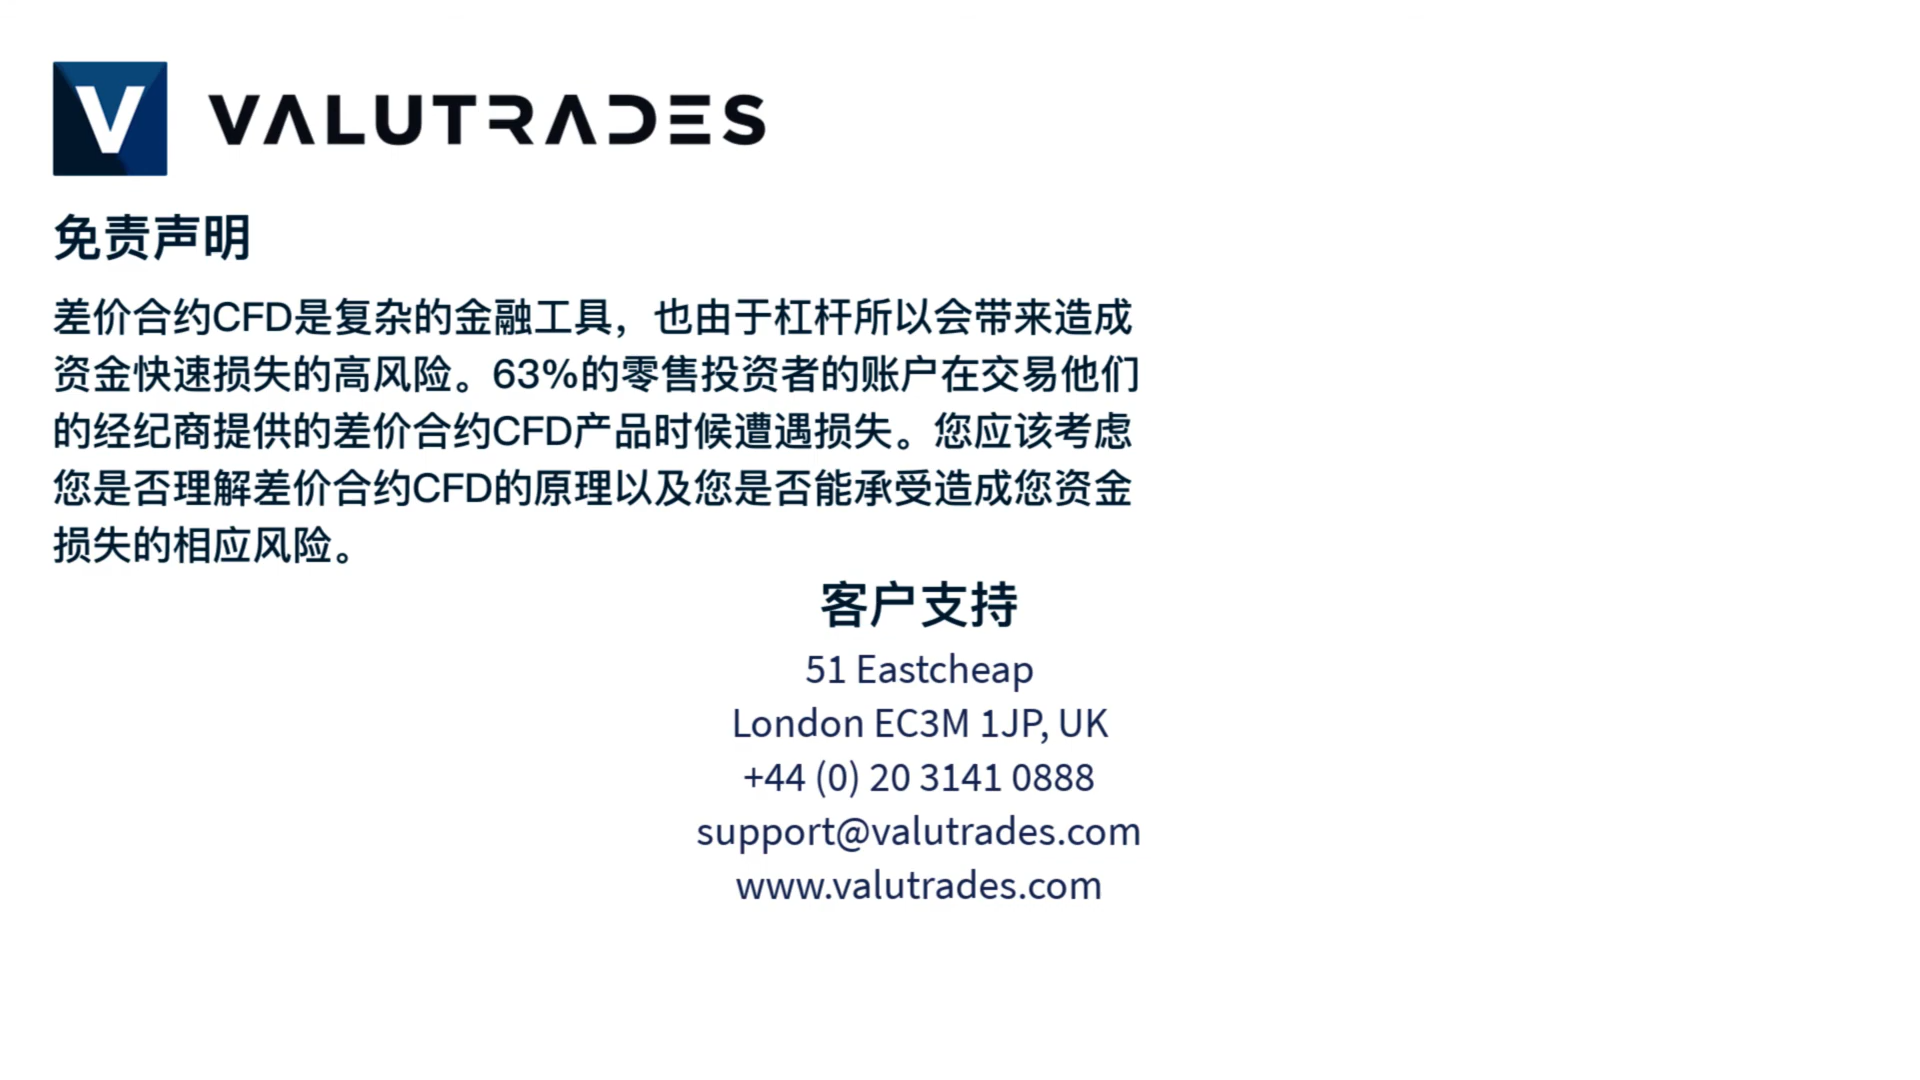 V VALUTRADES
免责声明
差价合约CFD是复杂的金融工具，也由于杠杆所以会带来造成
资金快速损失的高风险。63%的零售投资者的账户在交易他们
的经纪商提供的差价合约CFD产品时候遭遇损失。您应该考虑
您是否理解差价合约CFD的原理以及您是否能承受造成您资金
损失的相应风险。
客户支持
51 Eastcheap
London EC3M 1JP, UK
+44 (0) 20 3141 0888
support@valutrades.com
www.valutrades.com